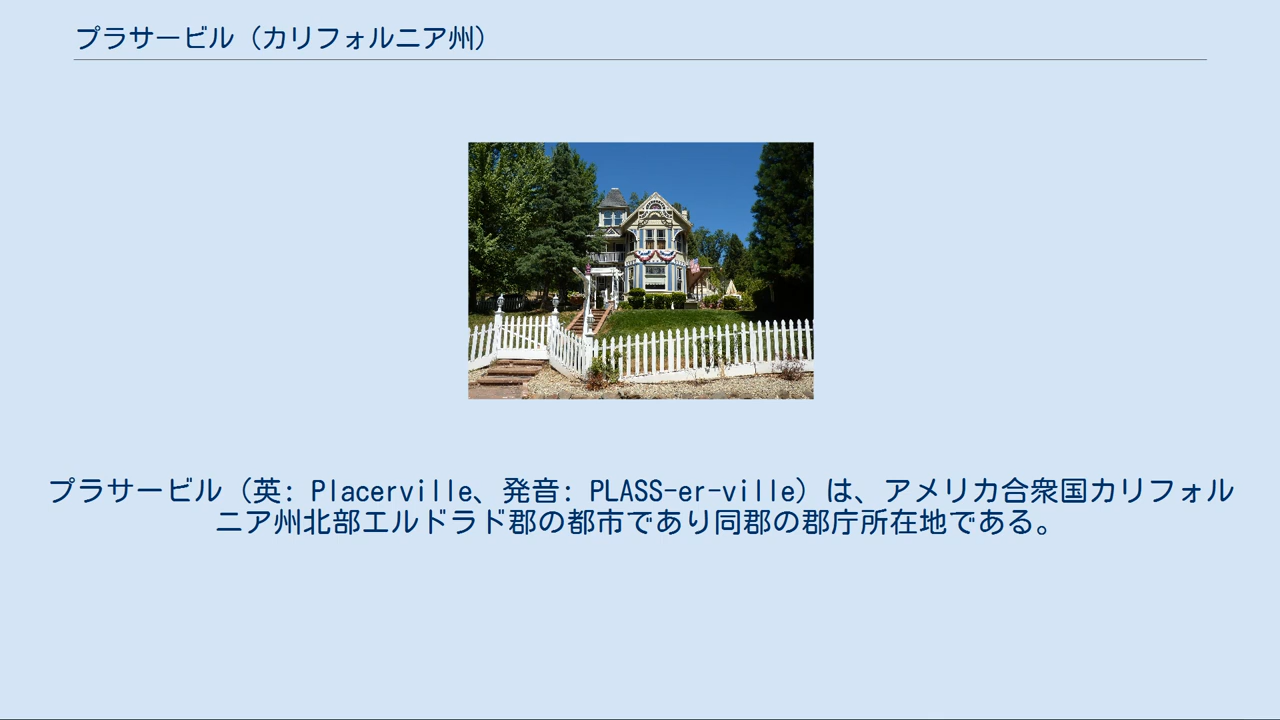 プラサービル（カリフォルニア州）
プラサービル（英: Placerville、発音: PLASS-er-ville）は、アメリカ合衆国カリフォル
ニア州北部エルドラド郡の都市であり同郡の郡庁所在地である。